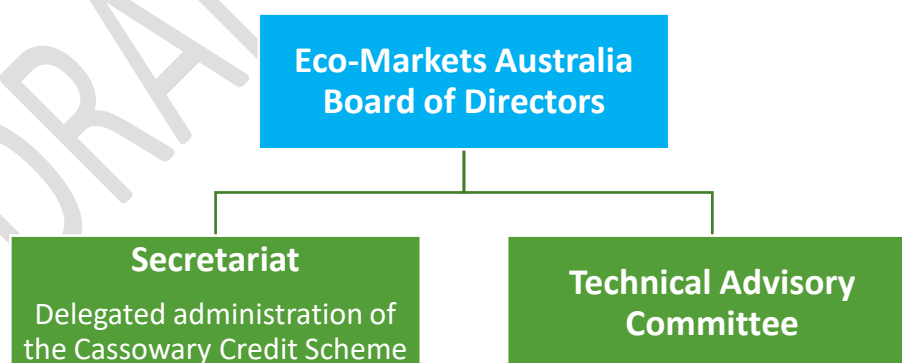 Eco-Markets Australia
Board of Directors
Secretariat
Delegated administration of
the Cassowary Credit Scheme
Technical Advisory
Committee